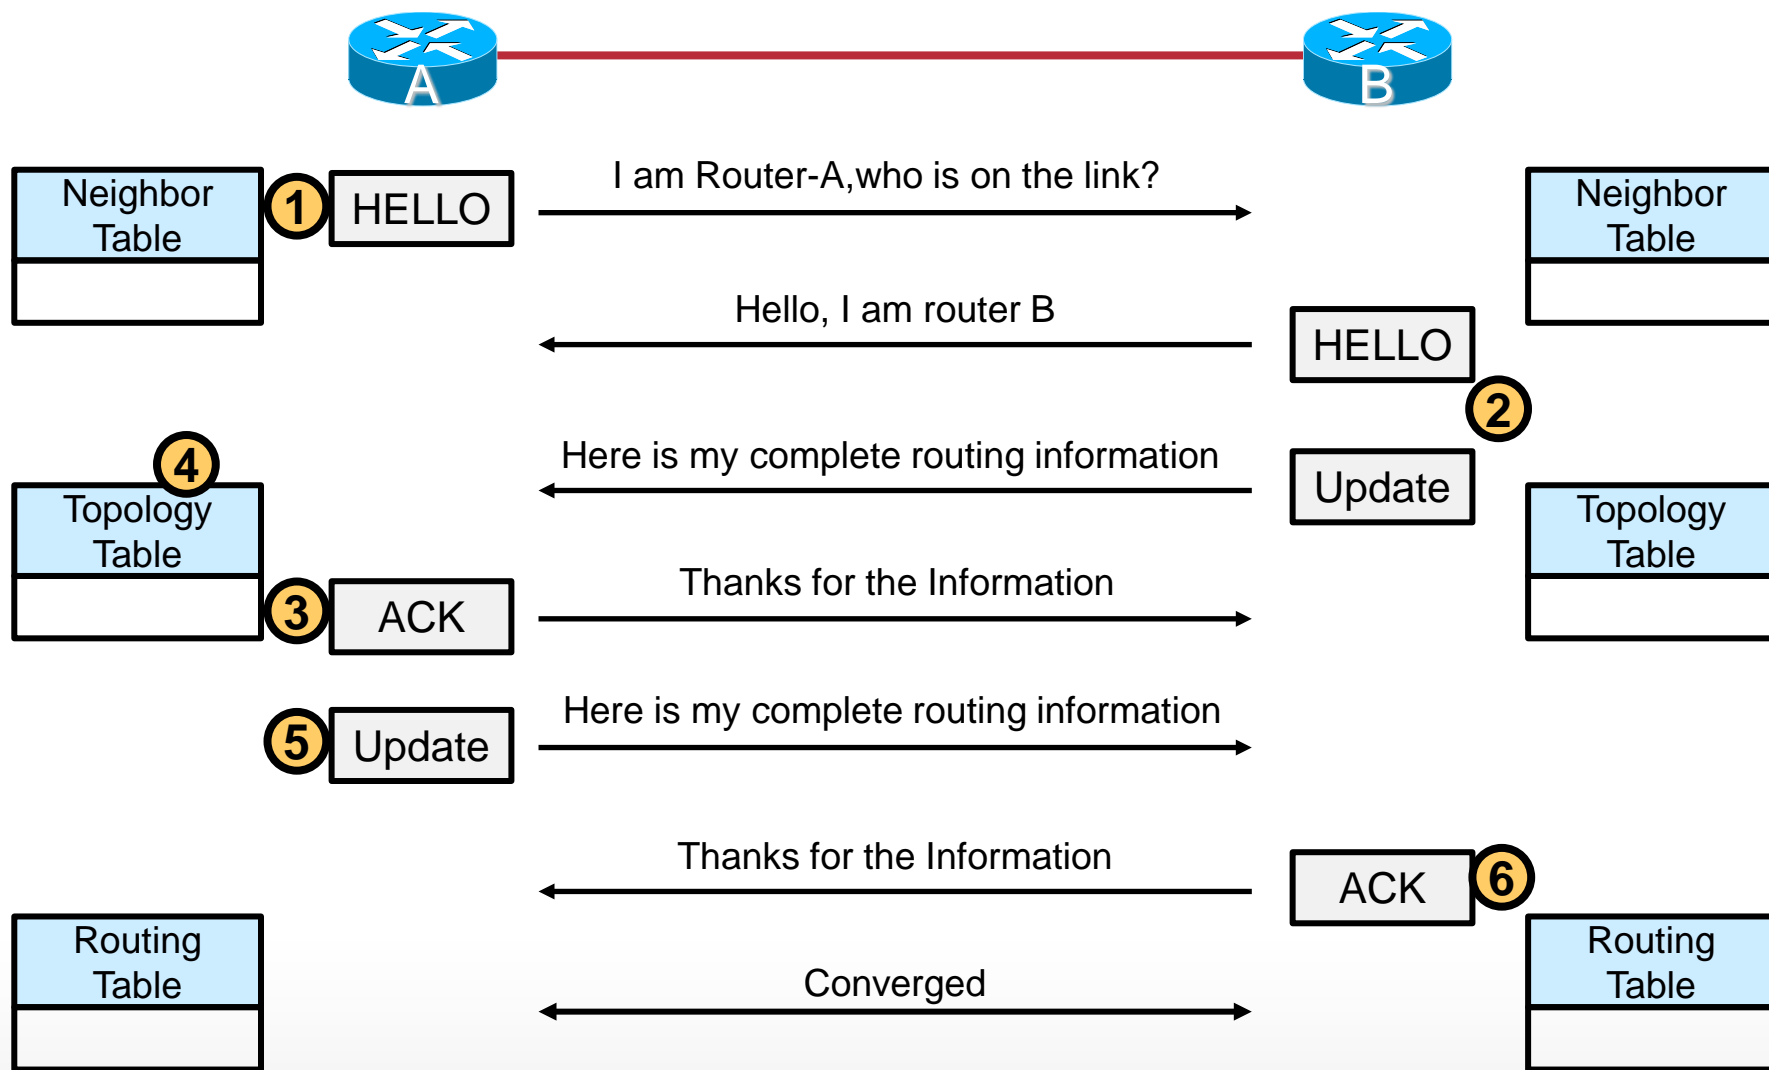 A
B
Neighbor
Table
1
HELLO
I am Router-A,who is on the link?
Neighbor
Table
Hello, I am router B
HELLO
2
4
Topology
Table
Here is my complete routing information
Update
Topology
Table
3
ACK
Thanks for the Information
5
Update
Here is my complete routing information
Thanks for the Information
ACK
6
Routing
Table
Converged
Routing
Table